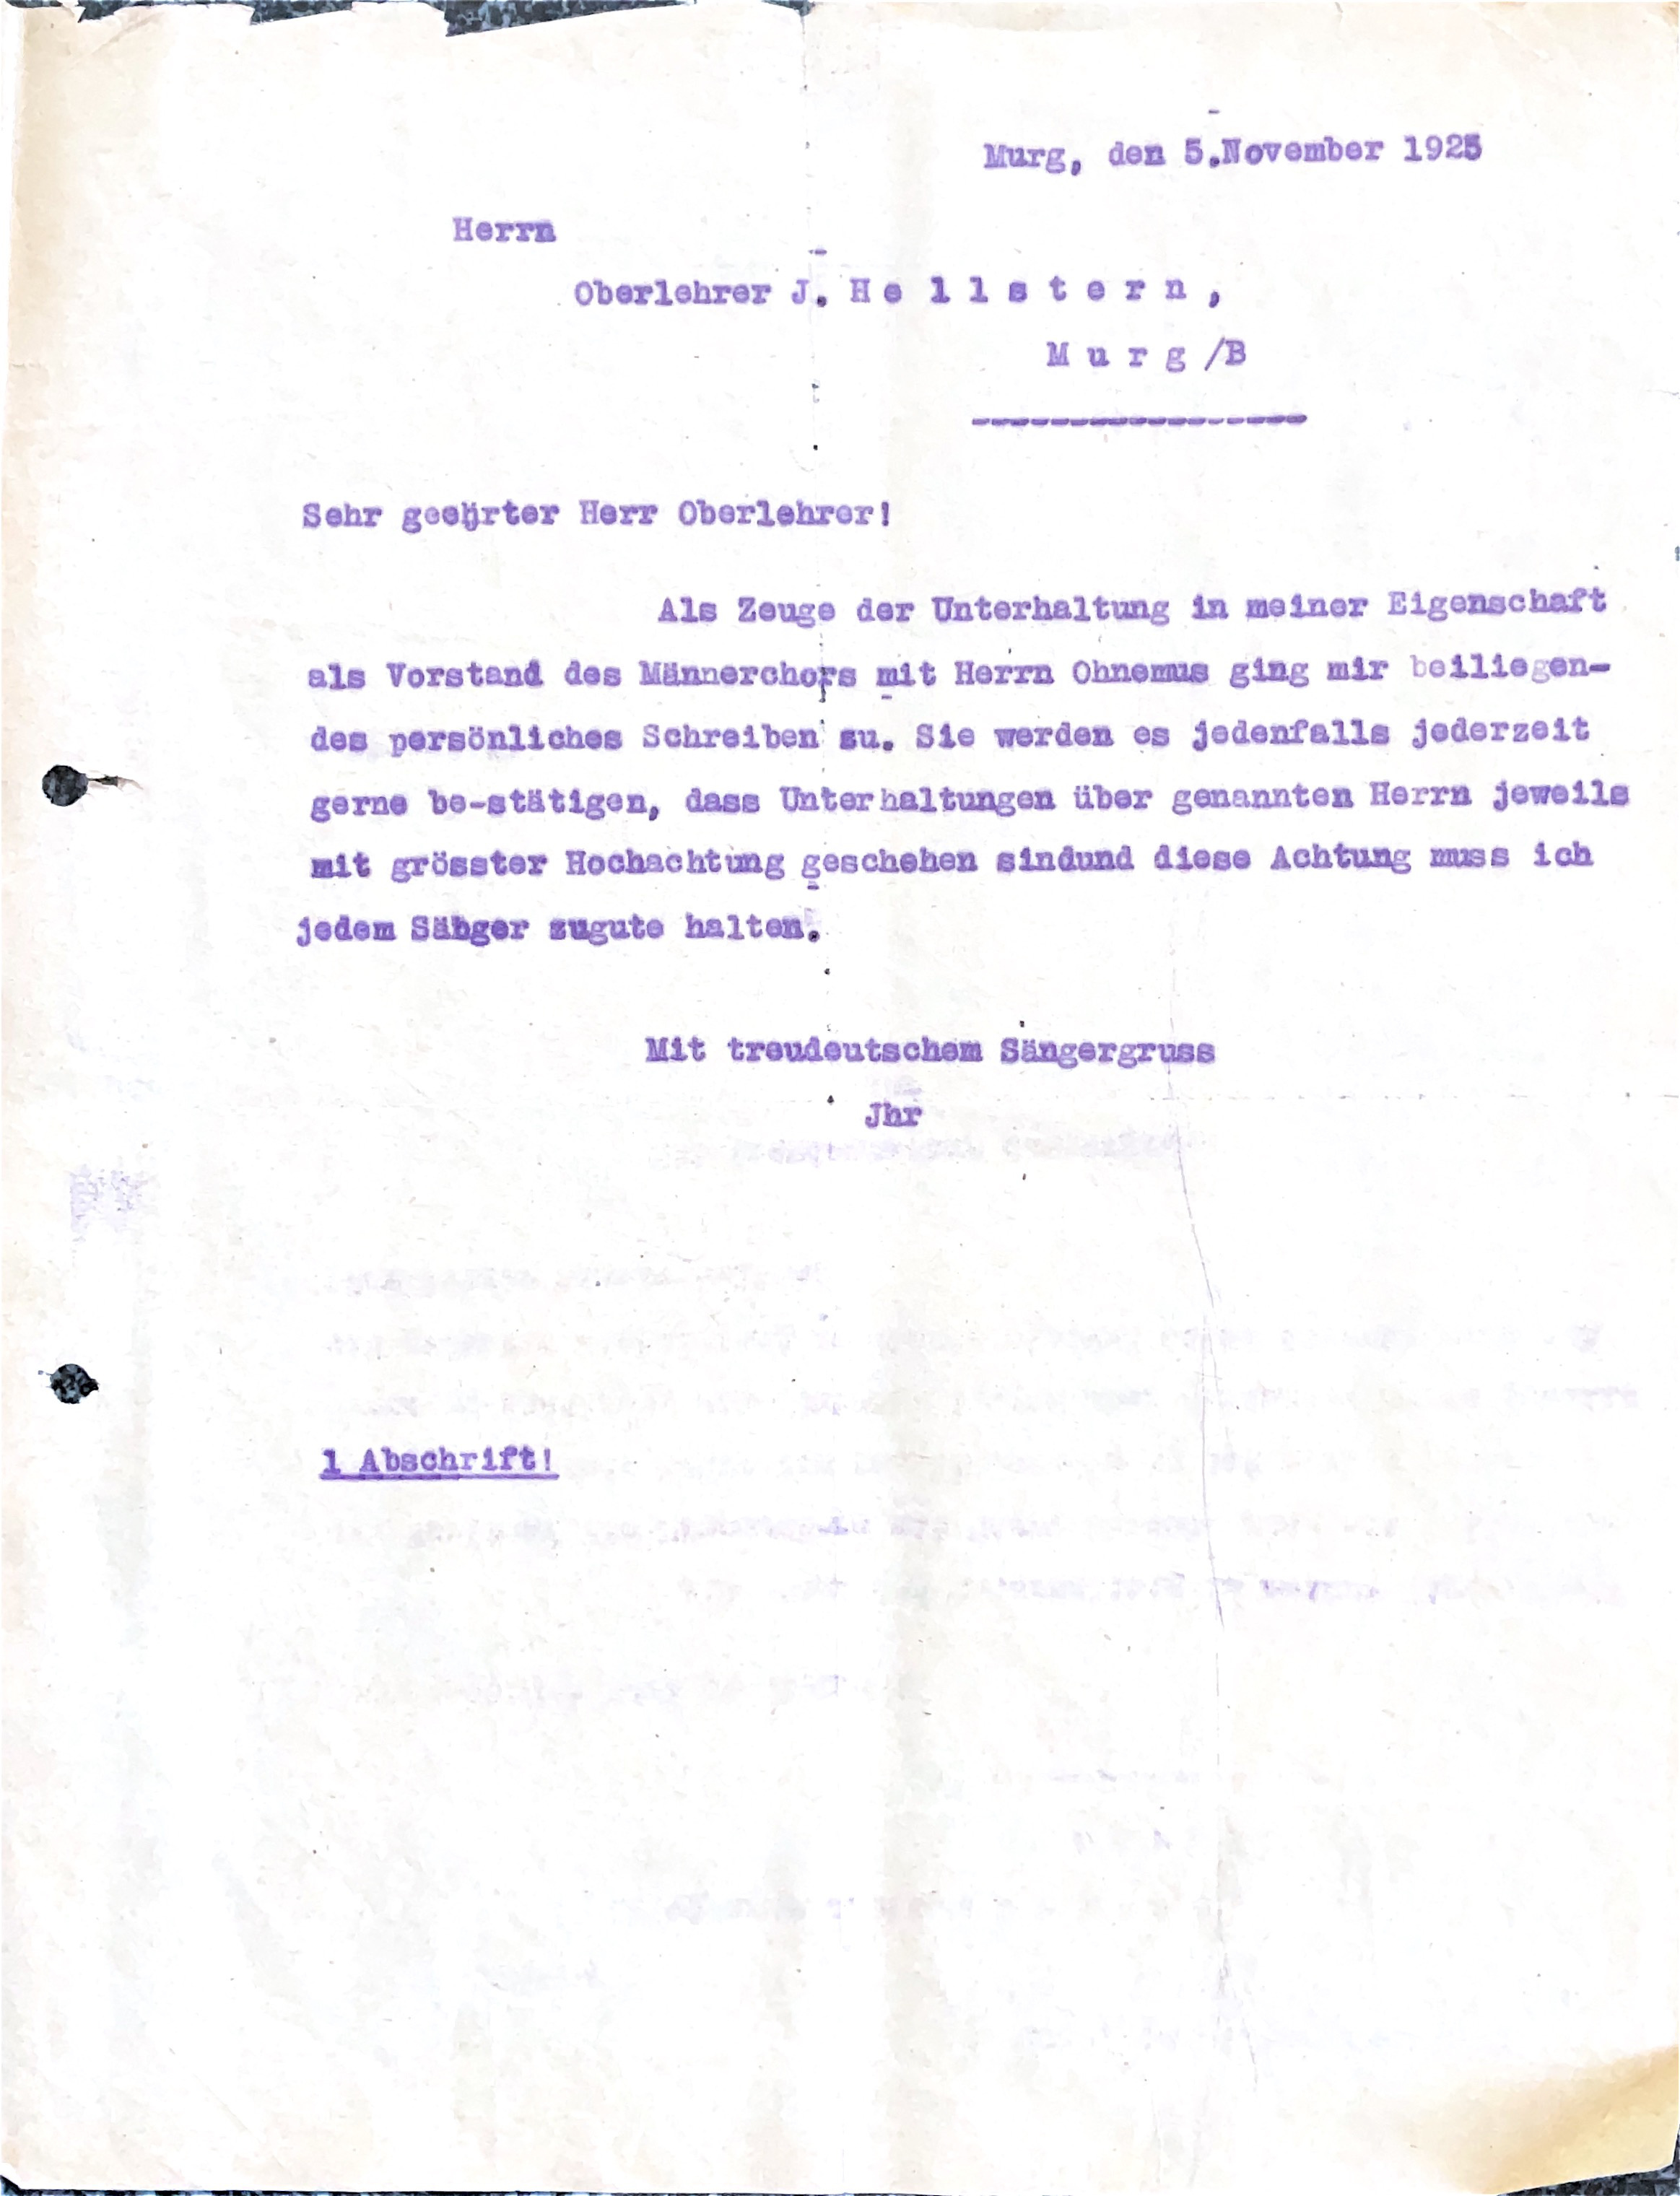 Murg, den 5.November 1925
Herrn
Oberlehrer J. H e l l s t e r n ,
M u r g /B
-----------------
Sehr geehrter Herr Oberlehrer!
Als Zeuge der Unterhaltung in meiner Eigenschaft
als Vorstand des Männerchors mit Herrn Ohnemus ging mir beiliegen-
des persönliches Schreiben zu. Sie werden es jedenfalls jederzeit
gerne be-stätigen, dass Unterhaltungen über genannten Herrn jeweils
mit grösster Hochachtung geschehen sindund diese Achtung muss ich
jedem Säbger zugute halten.
Mit treudeutschem Sängergruss
Jhr
1 Abschrift!